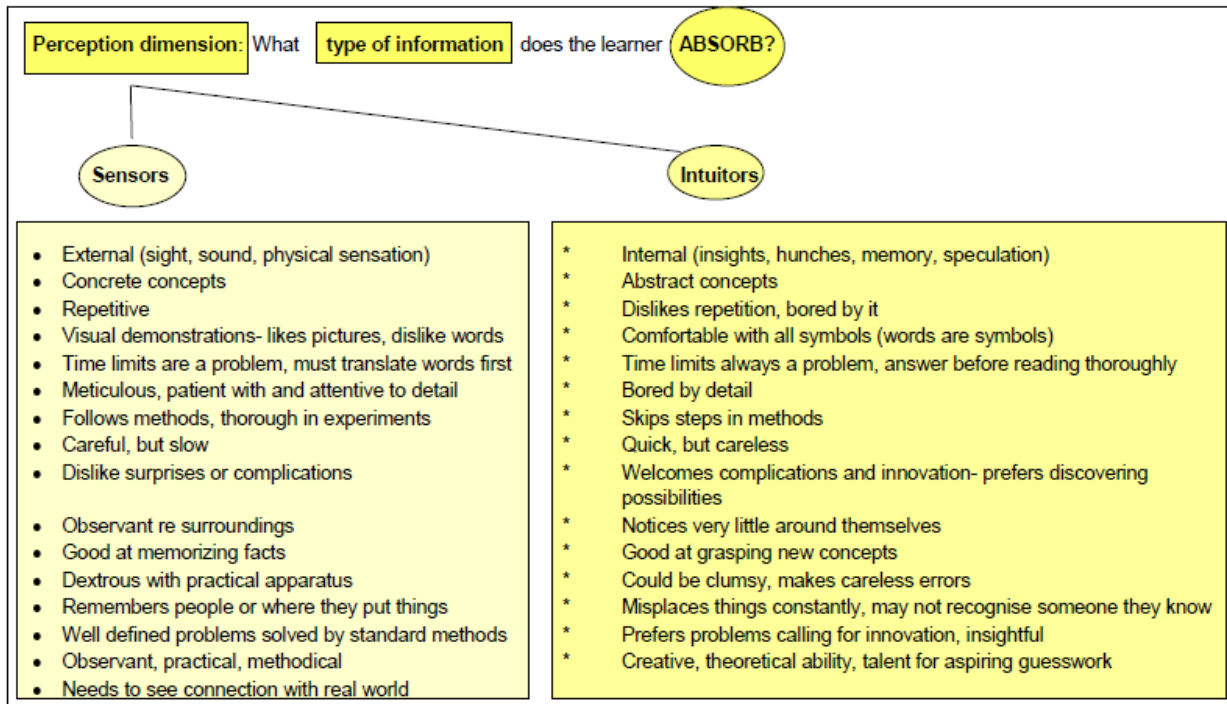 Perception dimension: What type of information does the learner ABSORB?
Sensors
Intuitors
• External (sight, sound, physical sensation)
• Concrete concepts
• Repetitive
• Visual demonstrations- likes pictures, dislike words
• Time limits are a problem, must translate words first
• Meticulous, patient with and attentive to detail
• Follows methods, thorough in experiments
• Careful, but slow
• Dislike surprises or complications
• Observant re surroundings
• Good at memorizing facts
• Dextrous with practical apparatus
• Remembers people or where they put things
• Well defined problems solved by standard methods
• Observant, practical, methodical
• Needs to see connection with real world
* Internal (insights, hunches, memory, speculation)
* Abstract concepts
* Dislikes repetition, bored by it
* Comfortable with all symbols (words are symbols)
* Time limits always a problem, answer before reading thoroughly
* Bored by detail
* Skips steps in methods
* Quick, but careless
* Welcomes complications and innovation- prefers discovering
possibilities
* Notices very little around themselves
* Good at grasping new concepts
* Could be clumsy, makes careless errors
* Misplaces things constantly, may not recognise someone they know
* Prefers problems calling for innovation, insightful
* Creative, theoretical ability, talent for aspiring guesswork